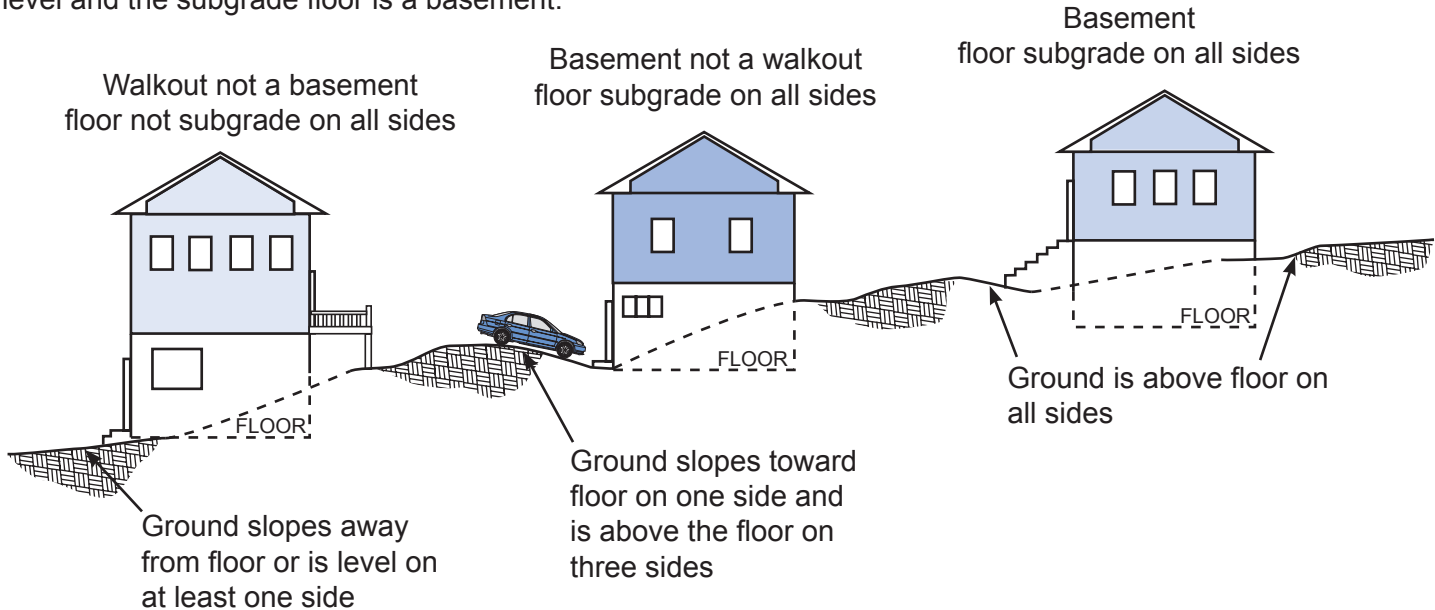 level and the subgrade floor is a basement.
Walkout not a basement
floor not subgrade on all sides
Basement not a walkout
floor subgrade on all sides
Basement
floor subgrade on all sides
FLOOR
FLOOR
FLOOR
Ground slopes away
from floor or is level on
at least one side
Ground slopes toward
floor on one side and
is above the floor on
three sides
Ground is above floor on
all sides